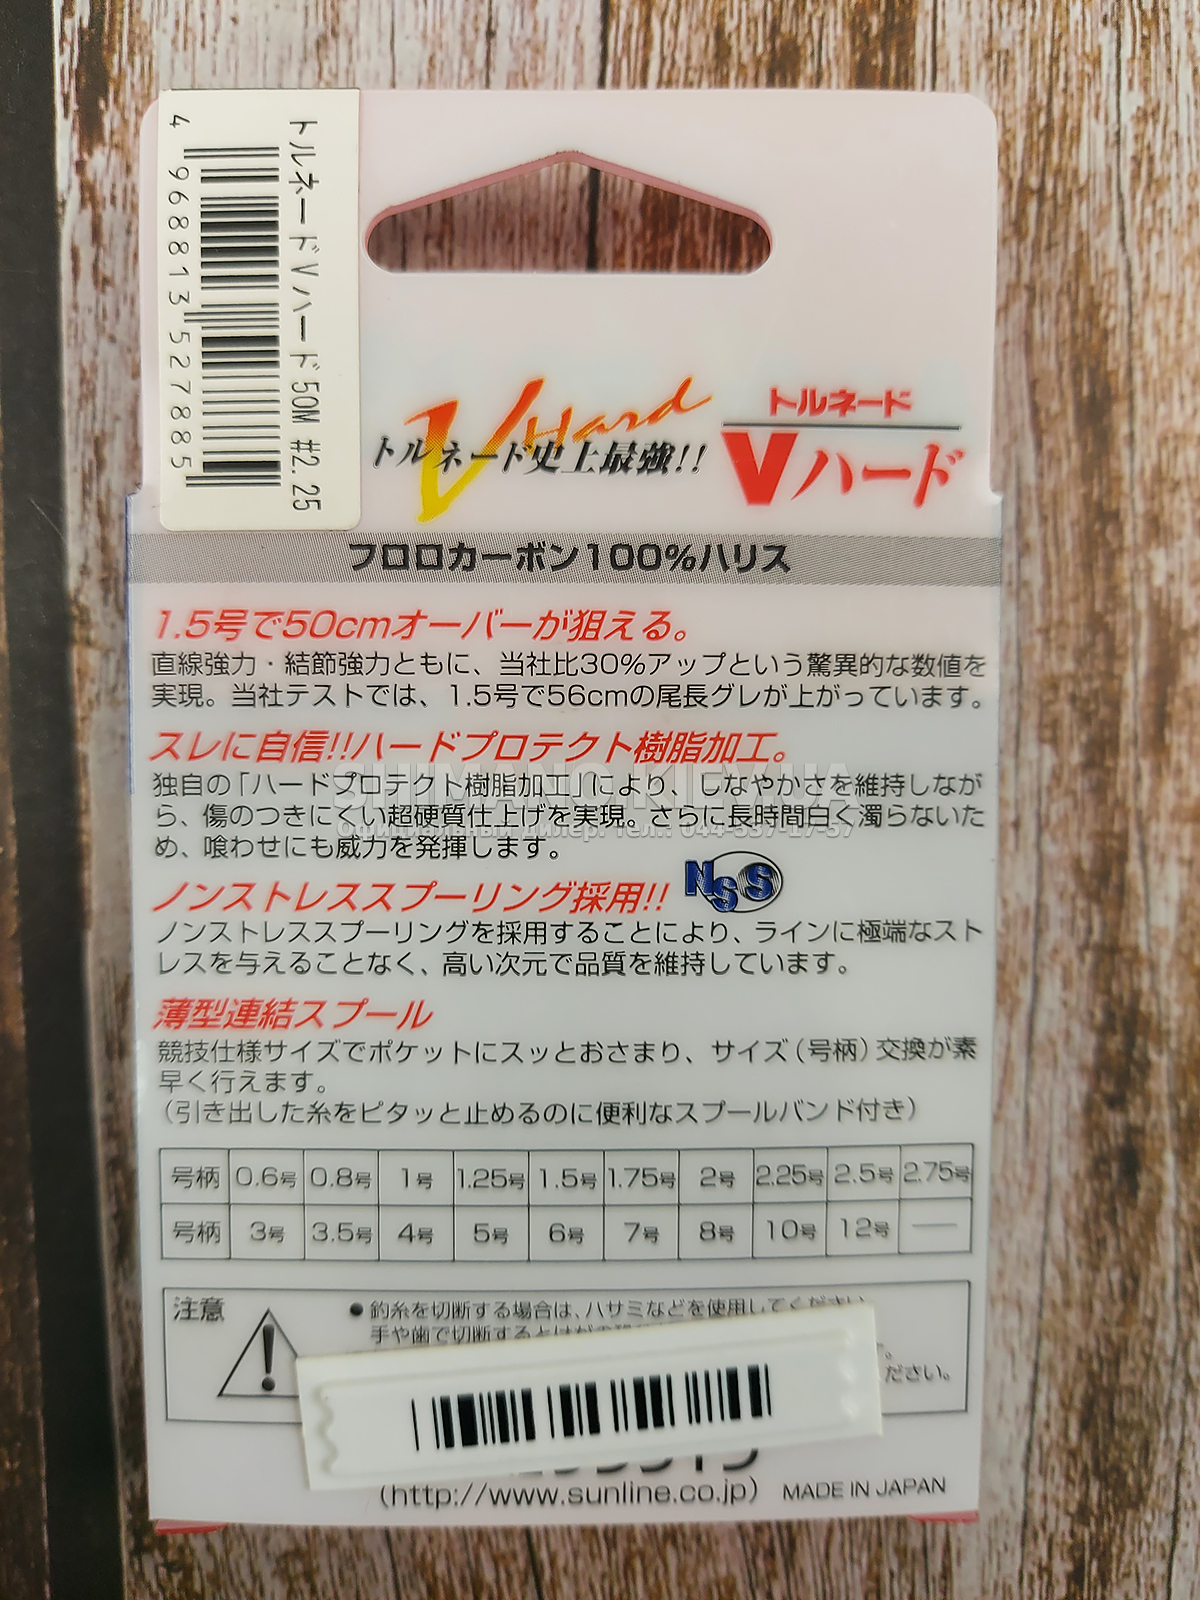 トルネードVハード50M #2.25
4968813527885
V Hard
トルネード史上最強!!
トルネード
Vハード
フロロカーボン100%ハリス
1.5号で50cmオーバーが狙える。
直線強力・結節強力ともに、当社比30%アップという驚異的な数値を
実現。当社テストでは、1.5号で56cmの尾長グレが上がっています。
スレに自信!!ハードプロテクト樹脂加工。
独自の「ハードプロテクト樹脂加工」により、しなやかさを維持しなが
ら、傷のつきにくい超硬質仕上げを実現。さらに長時間白く濁らないた
め、喰わせにも威力を発揮します。
SHIMANO.KIEV.UA
Официальный дилер. тел.: 044-537-17-57
ノンストレススプーリング採用!!
NSS
ノンストレススプーリングを採用することにより、ラインに極端なスト
レスを与えることなく、高い次元で品質を維持しています。
薄型連結スプール
競技仕様サイズでポケットにスッとおさまり、サイズ(号柄)交換が素
早く行えます。
(引き出した糸をピタッと止めるのに便利なスプールバンド付き)
号柄 0.6号 0.8号 1号 1.25号 1.5号 1.75号 2号 2.25号 2.5号 2.75号
号柄 3号 3.5号 4号 5号 6号 7号 8号 10号 12号 —
注意
●釣糸を切断する場合は、ハサミなどを使用してください
手や歯で切断すると
ださい。
(http://www.sunline.co.jp) MADE IN JAPAN